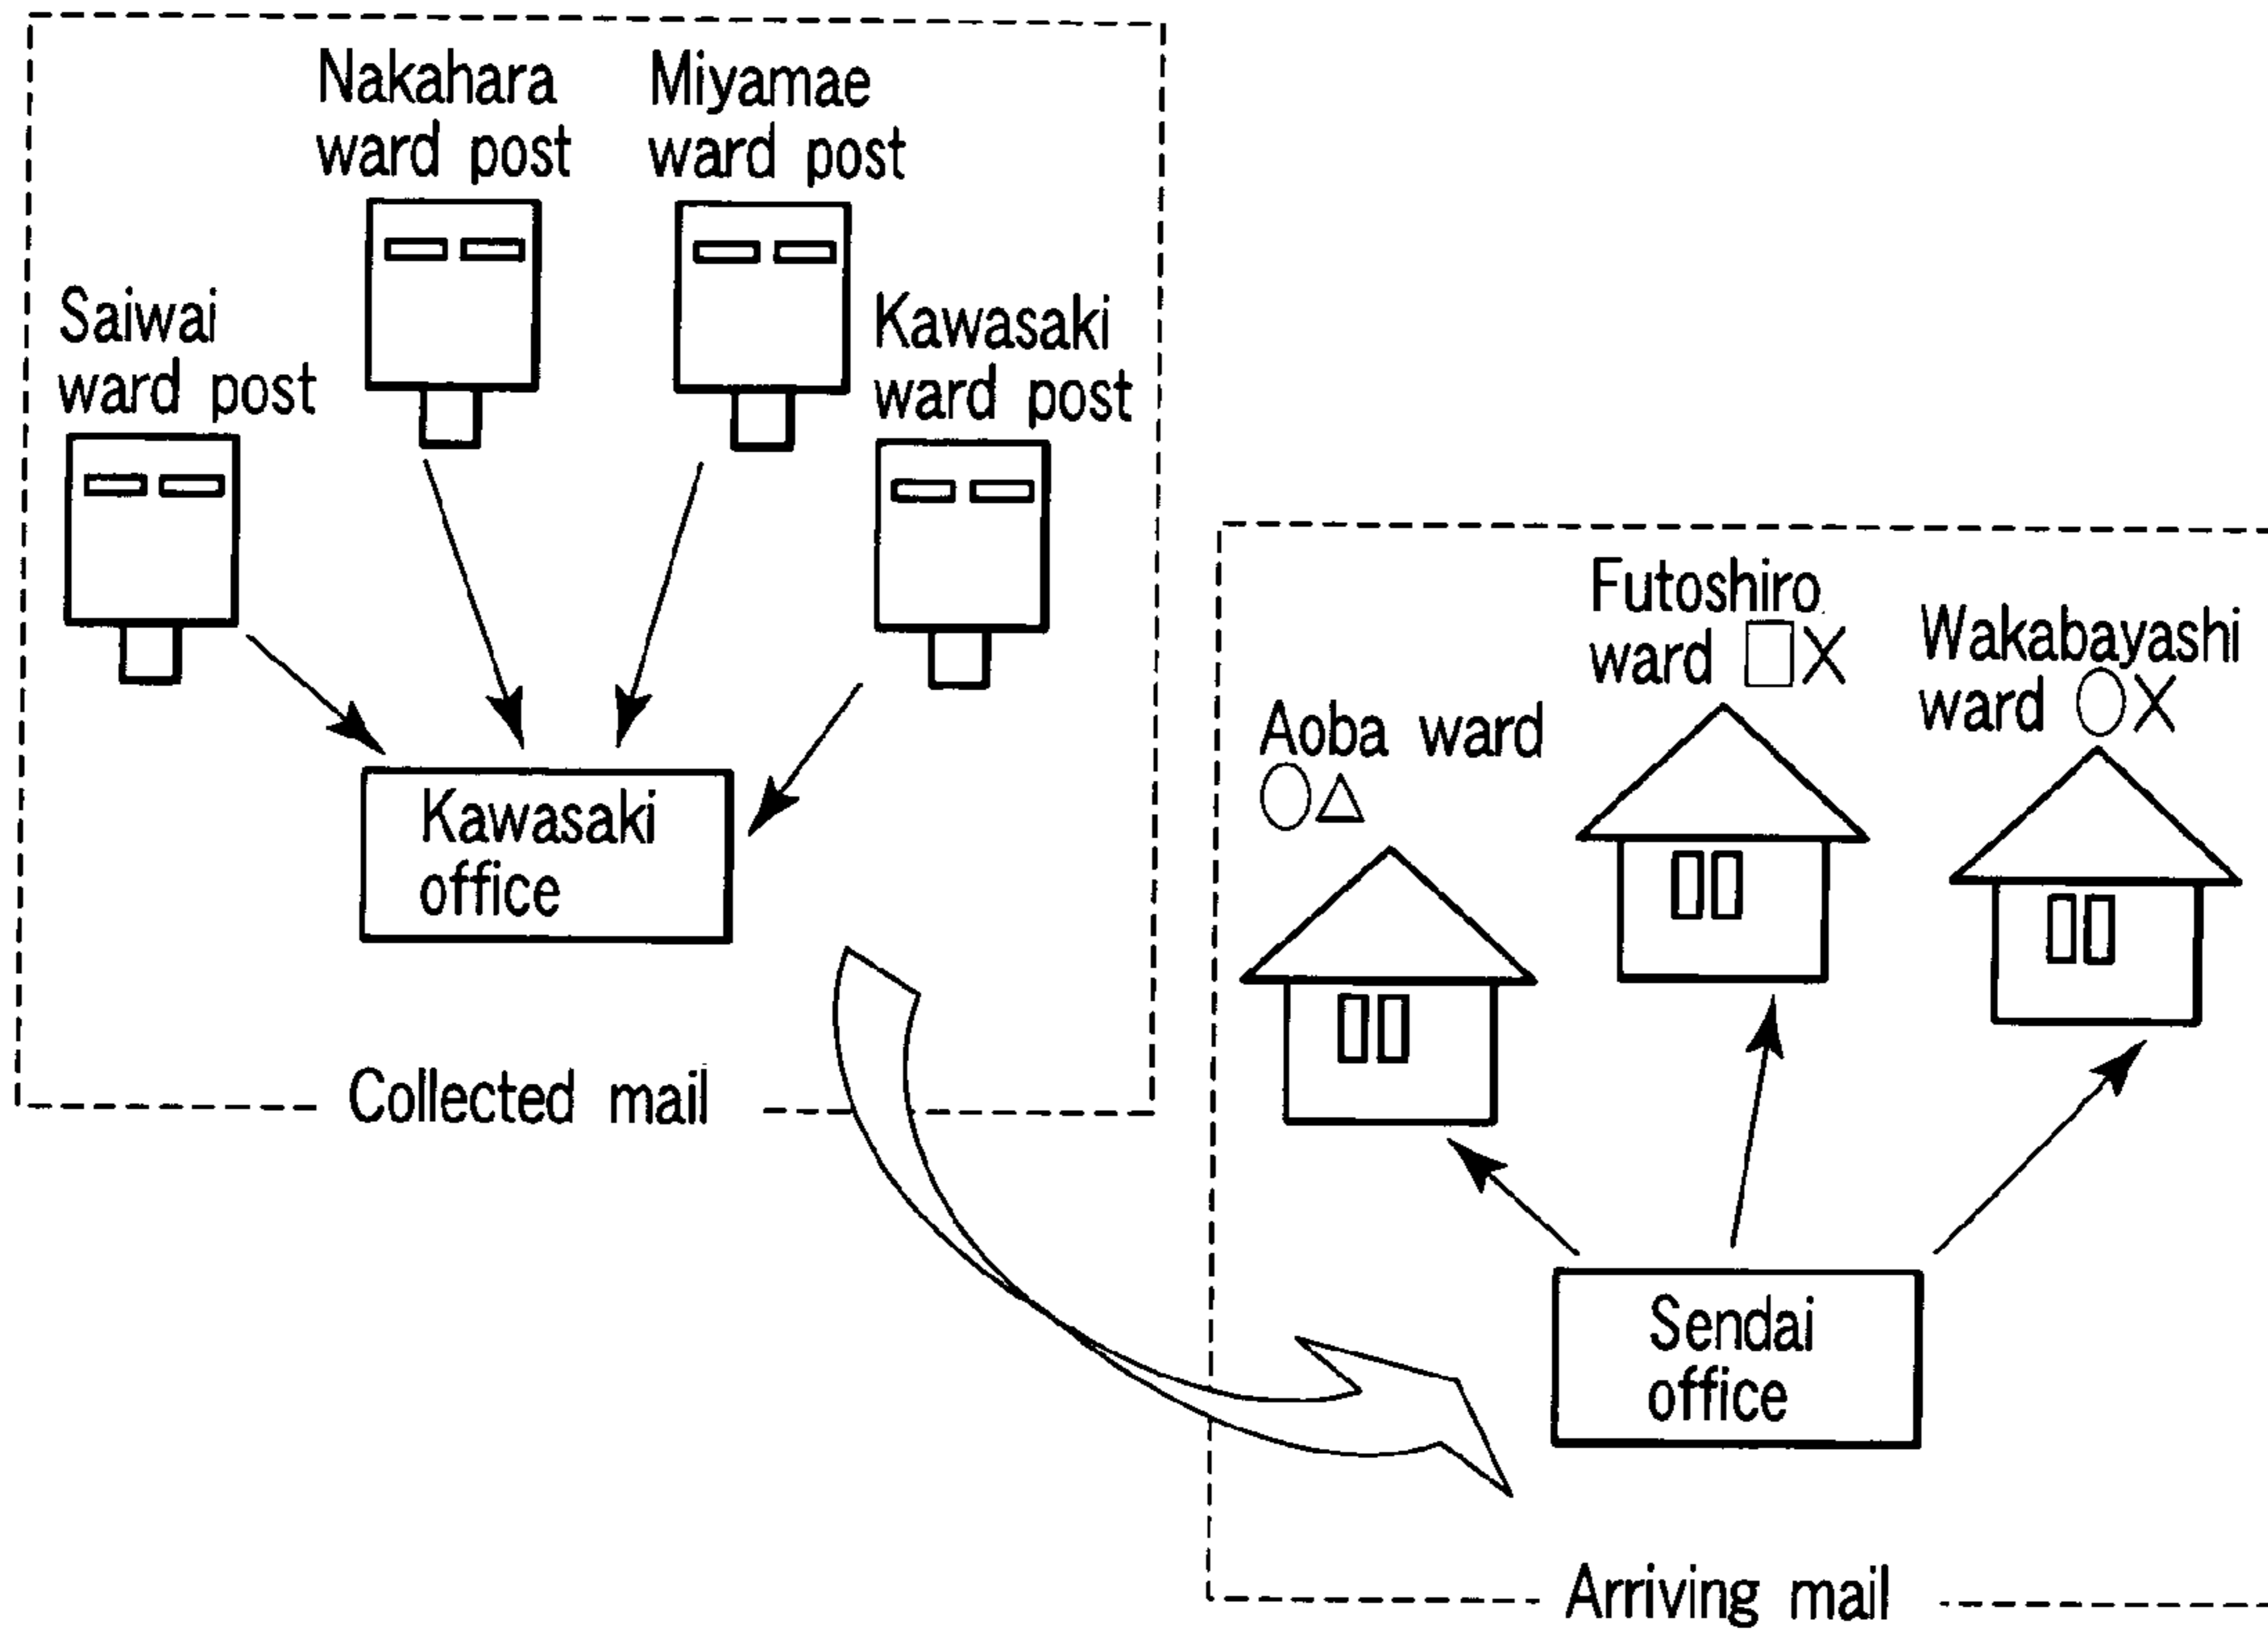 Nakahara
ward post
Miyamae
ward post
Saiwai
ward post
Kawasaki
ward post
Kawasaki
office
Collected mail
Futoshiro
ward □X
Wakabayashi
ward ○X
Aoba ward
○△
Sendai
office
Arriving mail